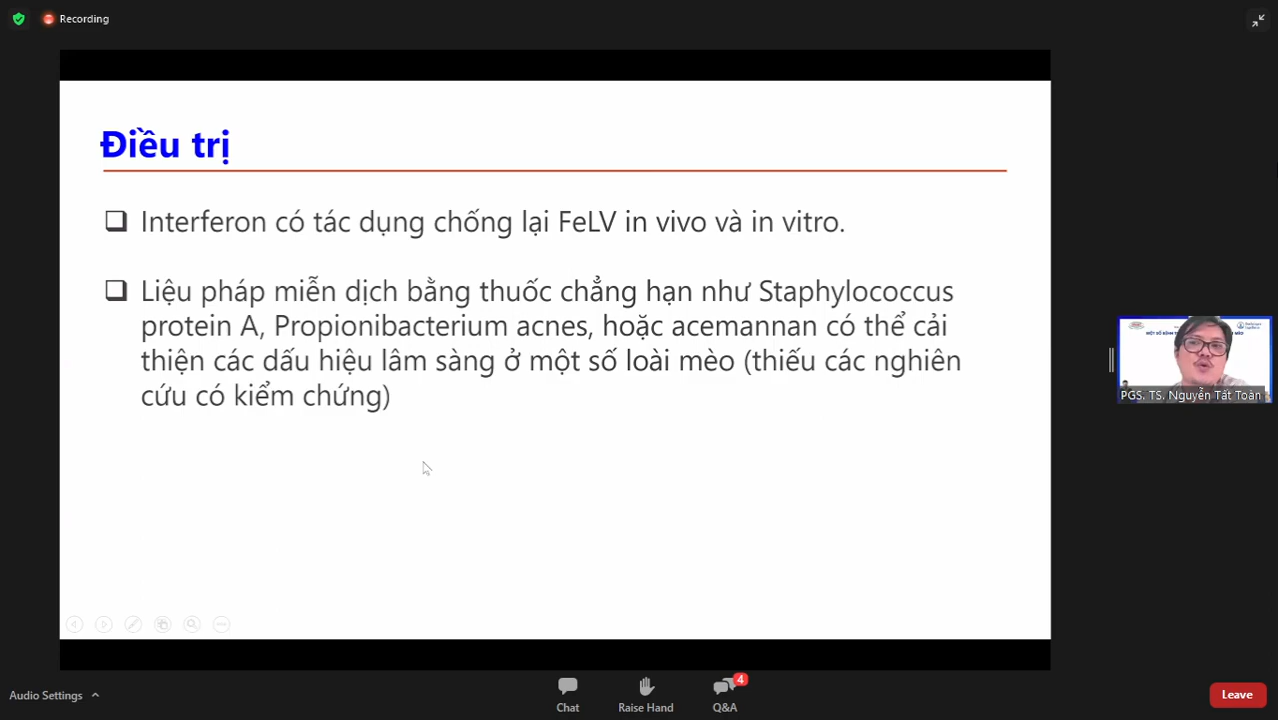 Recording
Điều trị
❑ Interferon có tác dụng chống lại FeLV in vivo và in vitro.
❑ Liệu pháp miễn dịch bằng thuốc chẳng hạn như Staphylococcus
protein A, Propionibacterium acnes, hoặc acemannan có thể cải
thiện các dấu hiệu lâm sàng ở một số loài mèo (thiếu các nghiên
cứu có kiểm chứng)
PGS. TS. Nguyễn Tất Toàn
Audio Settings
Chat
Raise Hand
4
Q&A
Leave